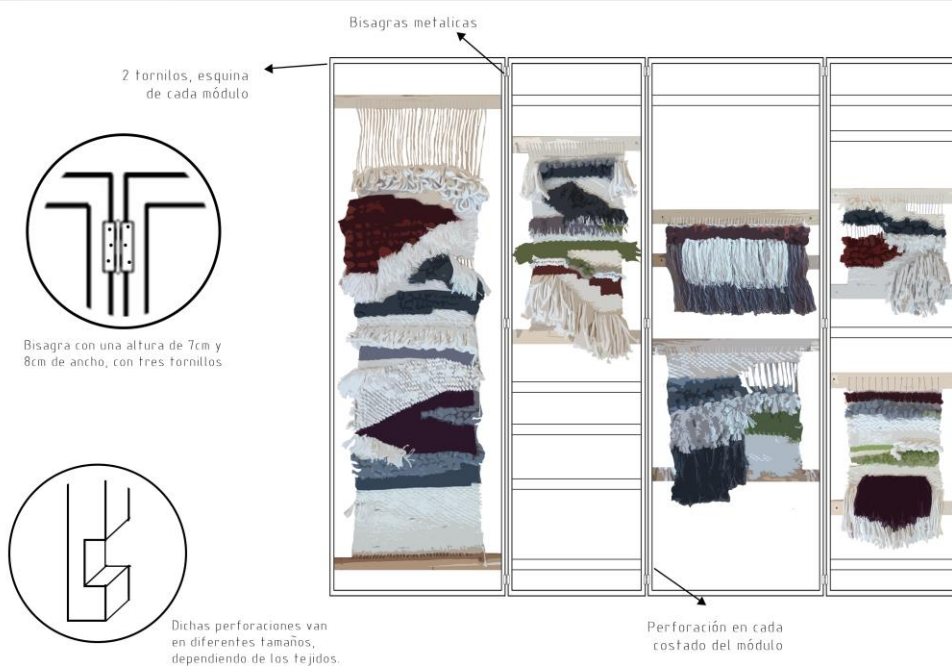 Bisagras metalicas
2 tornilos, esquina
de cada módulo
Bisagra con una altura de 7cm y
8cm de ancho, con tres tornillos
Dichas perforaciones van
en diferentes tamaños,
dependiendo de los tejidos.
Perforación en cada
costado del módulo